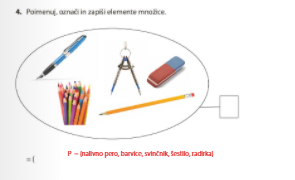 4. Poimenuj, označi in zapiši elemente množice.
P = {nalivno pero, barvice, svinčnik, šestilo, radirka}
= {